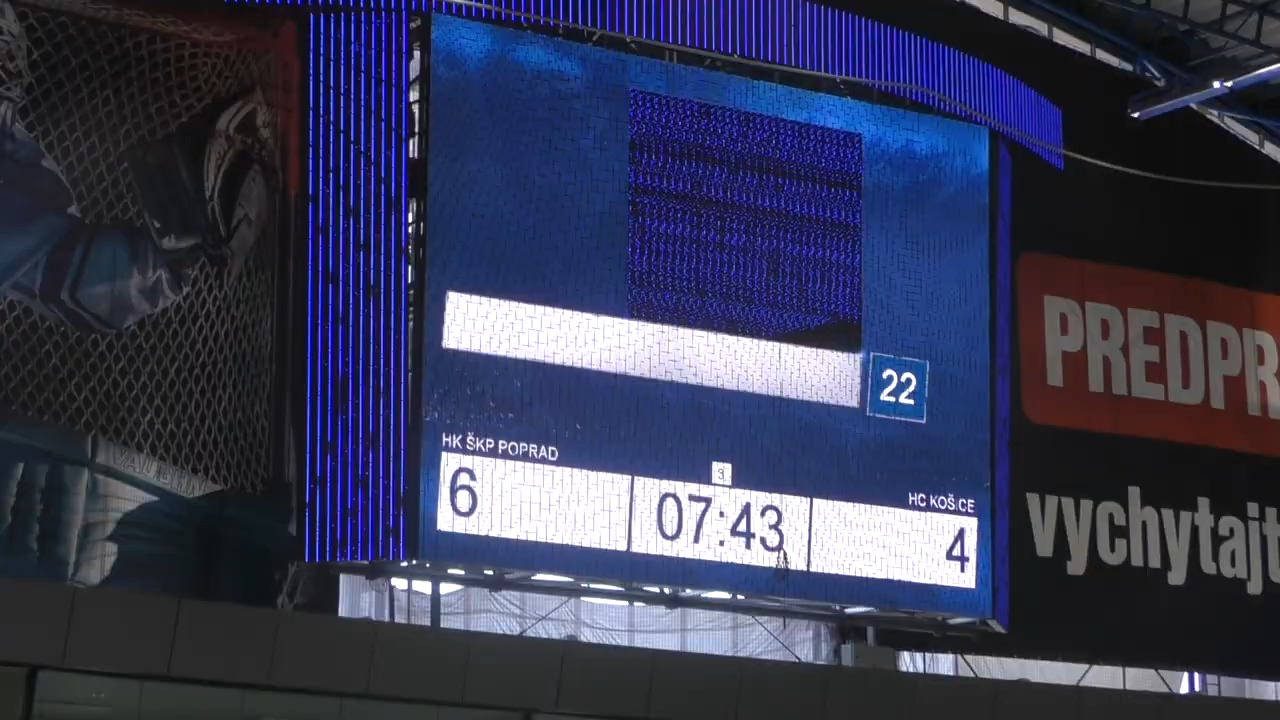 22
HK ŠKP POPRAD
3
HC KOŠICE
6
07:43
4
PREDPR
vychytajt